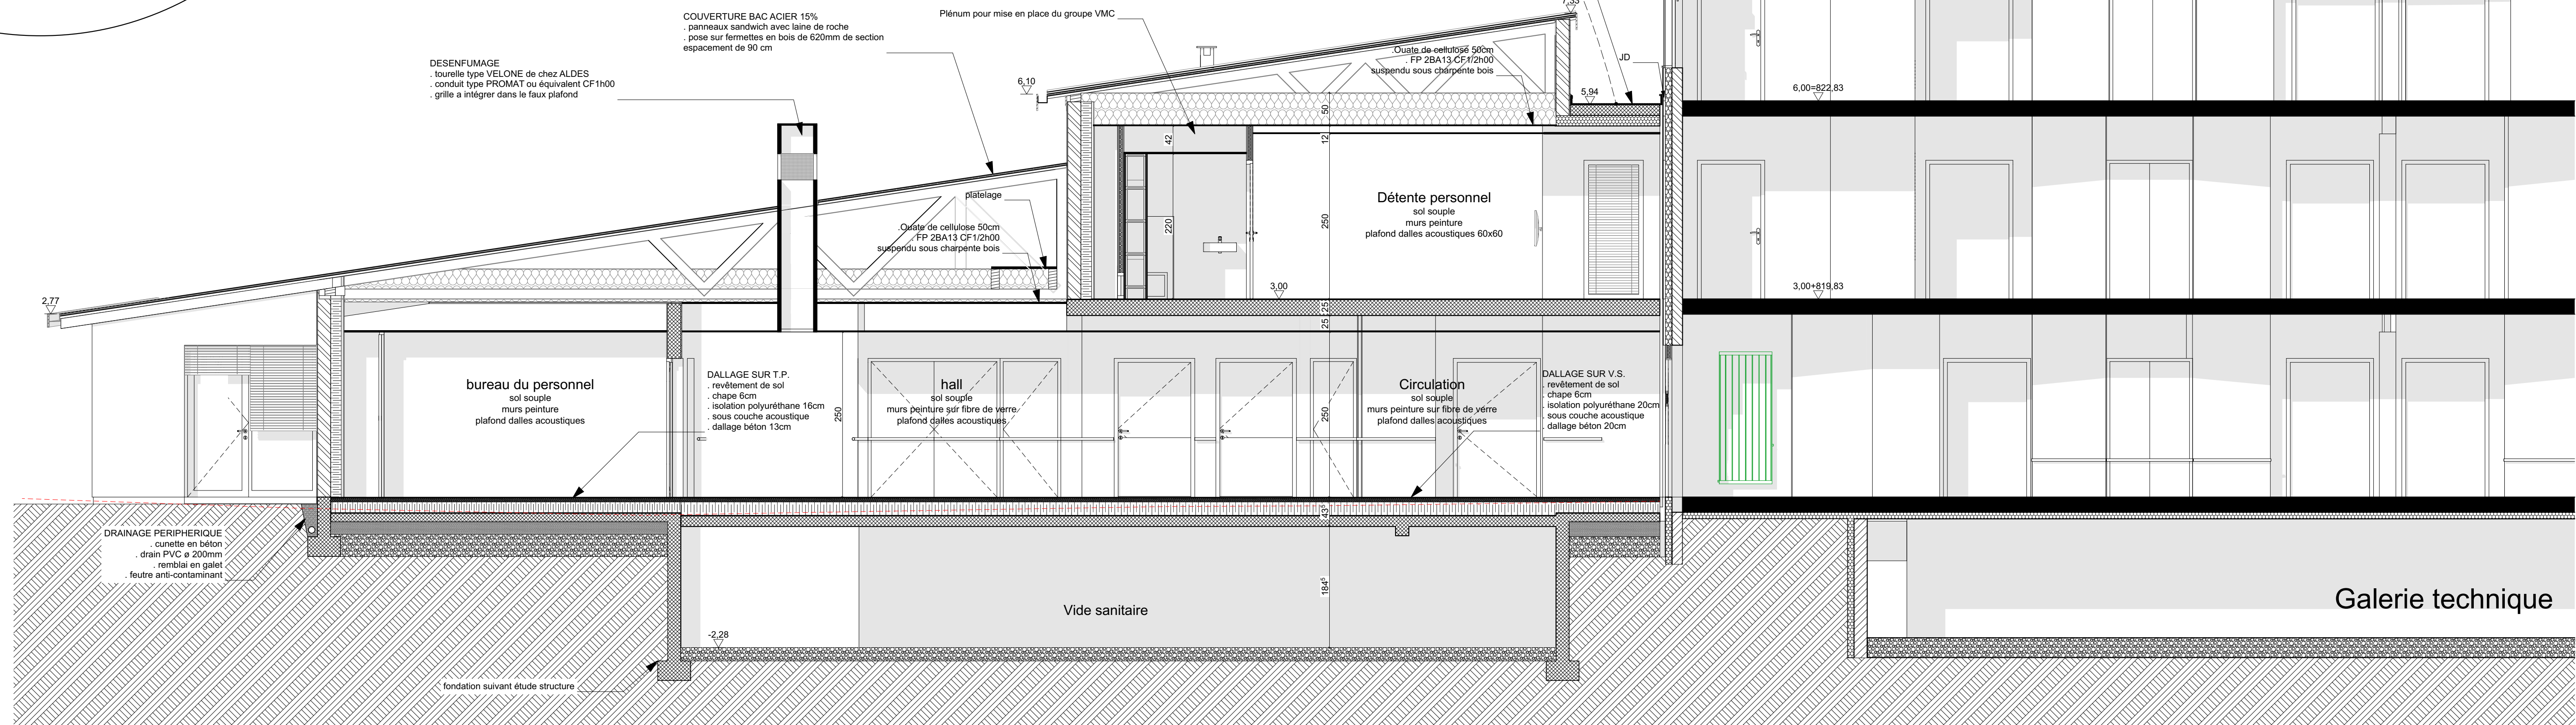 COUVERTURE BAC ACIER 15%
. panneaux sandwich avec laine de roche
. pose sur fermettes en bois de 620mm de section
espacement de 90 cm
Plénum pour mise en place du groupe VMC
DESENFUMAGE
. tourelle type VELONE de chez ALDES
. conduit type PROMAT ou équivalent CF1h00
. grille a intégrer dans le faux plafond
.Ouate de cellulose 50cm
. FP 2BA13 CF1/2h00
suspendu sous charpente bois
JD
6,10
5,94
6,00=822,83
50
12
42
220
250
platelage
.Ouate de cellulose 50cm
. FP 2BA13 CF1/2h00
suspendu sous charpente bois
Détente personnel
sol souple
murs peinture
plafond dalles acoustiques 60x60
2,77
3,00
3,00+819,83
25
25
bureau du personnel
sol souple
murs peinture
plafond dalles acoustiques
DALLAGE SUR T.P.
. revêtement de sol
. chape 6cm
. isolation polyuréthane 16cm
. sous couche acoustique
. dallage béton 13cm
250
hall
sol souple
murs peinture sur fibre de verre
plafond dalles acoustiques
250
Circulation
sol souple
murs peinture sur fibre de verre
plafond dalles acoustiques
DALLAGE SUR V.S.
. revêtement de sol
. chape 6cm
. isolation polyuréthane 20cm
. sous couche acoustique
. dallage béton 20cm
DRAINAGE PERIPHERIQUE
. cunette en béton
. drain PVC ø 200mm
. remblai en galet
. feutre anti-contaminant
184⁵
Vide sanitaire
Galerie technique
-2,28
fondation suivant étude structure